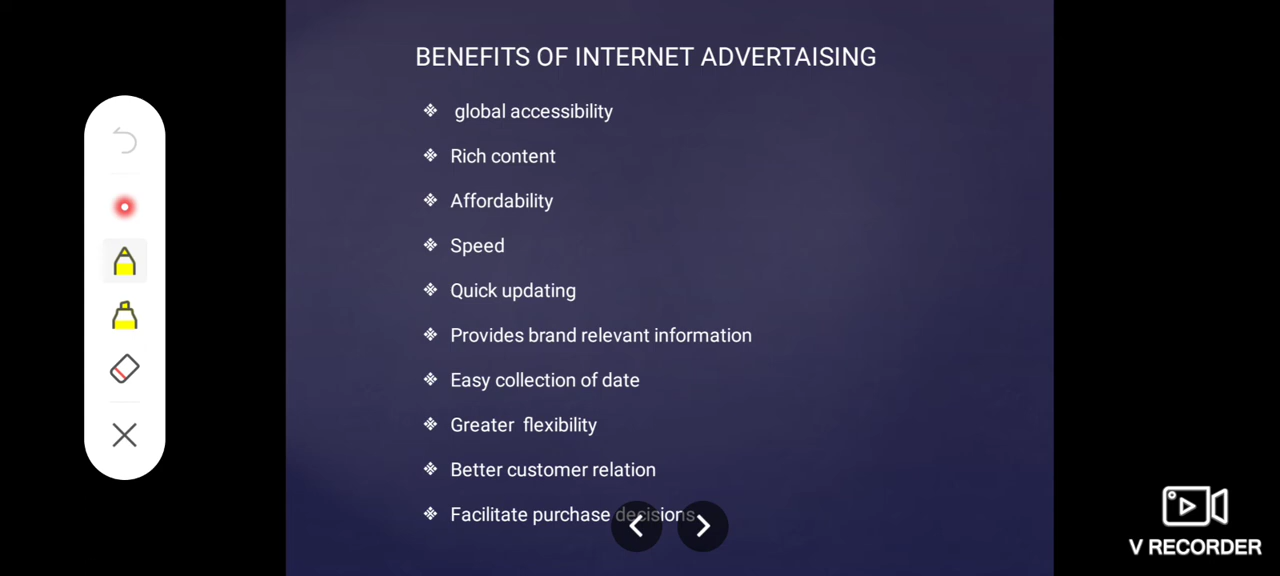 BENEFITS OF INTERNET ADVERTAISING
❖ global accessibility
❖ Rich content
❖ Affordability
❖ Speed
❖ Quick updating
❖ Provides brand relevant information
❖ Easy collection of date
❖ Greater flexibility
❖ Better customer relation
❖ Facilitate purchase decisions
V RECORDER